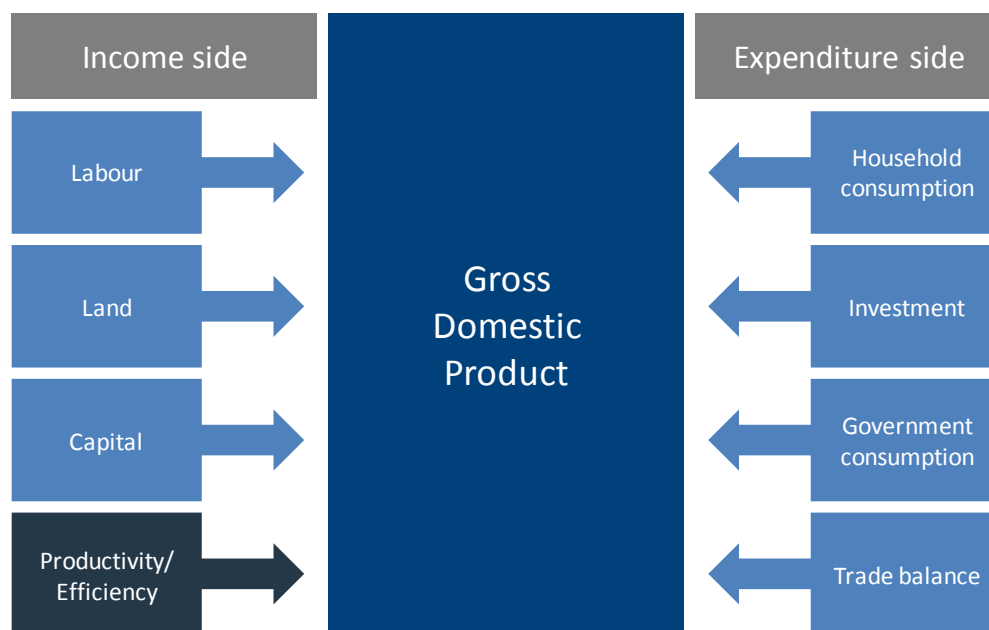 Income side
Expenditure side
Labour
Land
Capital
Productivity/
Efficiency
Gross
Domestic
Product
Household
consumption
Investment
Government
consumption
Trade balance